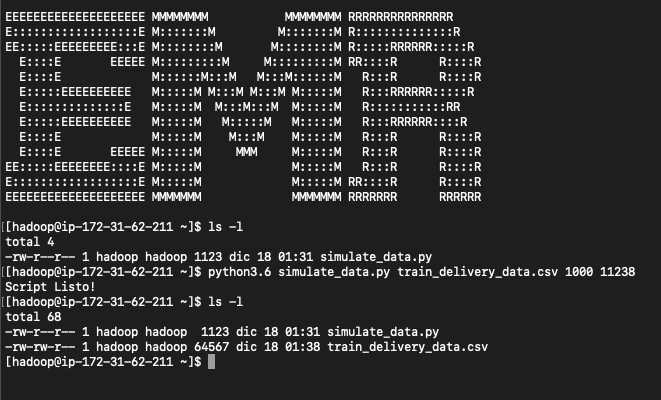 EEEEEEEEEEEEEEEEEEEE MMMMMMMM           MMMMMMMM RRRRRRRRRRRRRRR
E::::::::::::::::::E M:::::::M         M:::::::M R::::::::::::::R
EE:::::EEEEEEEEE:::E M::::::::M       M::::::::M R:::::RRRRRR:::::R
  E::::E       EEEEE M:::::::::M     M:::::::::M RR::::R      R::::R
  E::::E             M::::::M:::M   M:::M::::::M   R:::R      R::::R
  E:::::EEEEEEEEEE   M:::::M M:::M M:::M M:::::M   R:::RRRRRR:::::R
  E::::::::::::::E   M:::::M  M:::M:::M  M:::::M   R:::::::::::RR
  E:::::EEEEEEEEEE   M:::::M   M:::::M   M:::::M   R:::RRRRRR::::R
  E::::E             M:::::M    M:::M    M:::::M   R:::R      R::::R
  E::::E       EEEEE M:::::M     MMM     M:::::M   R:::R      R::::R
EE:::::EEEEEEEE::::E M:::::M             M:::::M   R:::R      R::::R
E::::::::::::::::::E M:::::M             M:::::M RR::::R      R::::R
EEEEEEEEEEEEEEEEEEEE MMMMMMM             MMMMMMM RRRRRRR      RRRRRR
[[hadoop@ip-172-31-62-211 ~]$ ls -l
total 4
-rw-r--r-- 1 hadoop hadoop 1123 dic 18 01:31 simulate_data.py
[[hadoop@ip-172-31-62-211 ~]$ python3.6 simulate_data.py train_delivery_data.csv 1000 11238
Script Listo!
[[hadoop@ip-172-31-62-211 ~]$ ls -l
total 68
-rw-r--r-- 1 hadoop hadoop  1123 dic 18 01:31 simulate_data.py
-rw-rw-r-- 1 hadoop hadoop 64567 dic 18 01:38 train_delivery_data.csv
[hadoop@ip-172-31-62-211 ~]$